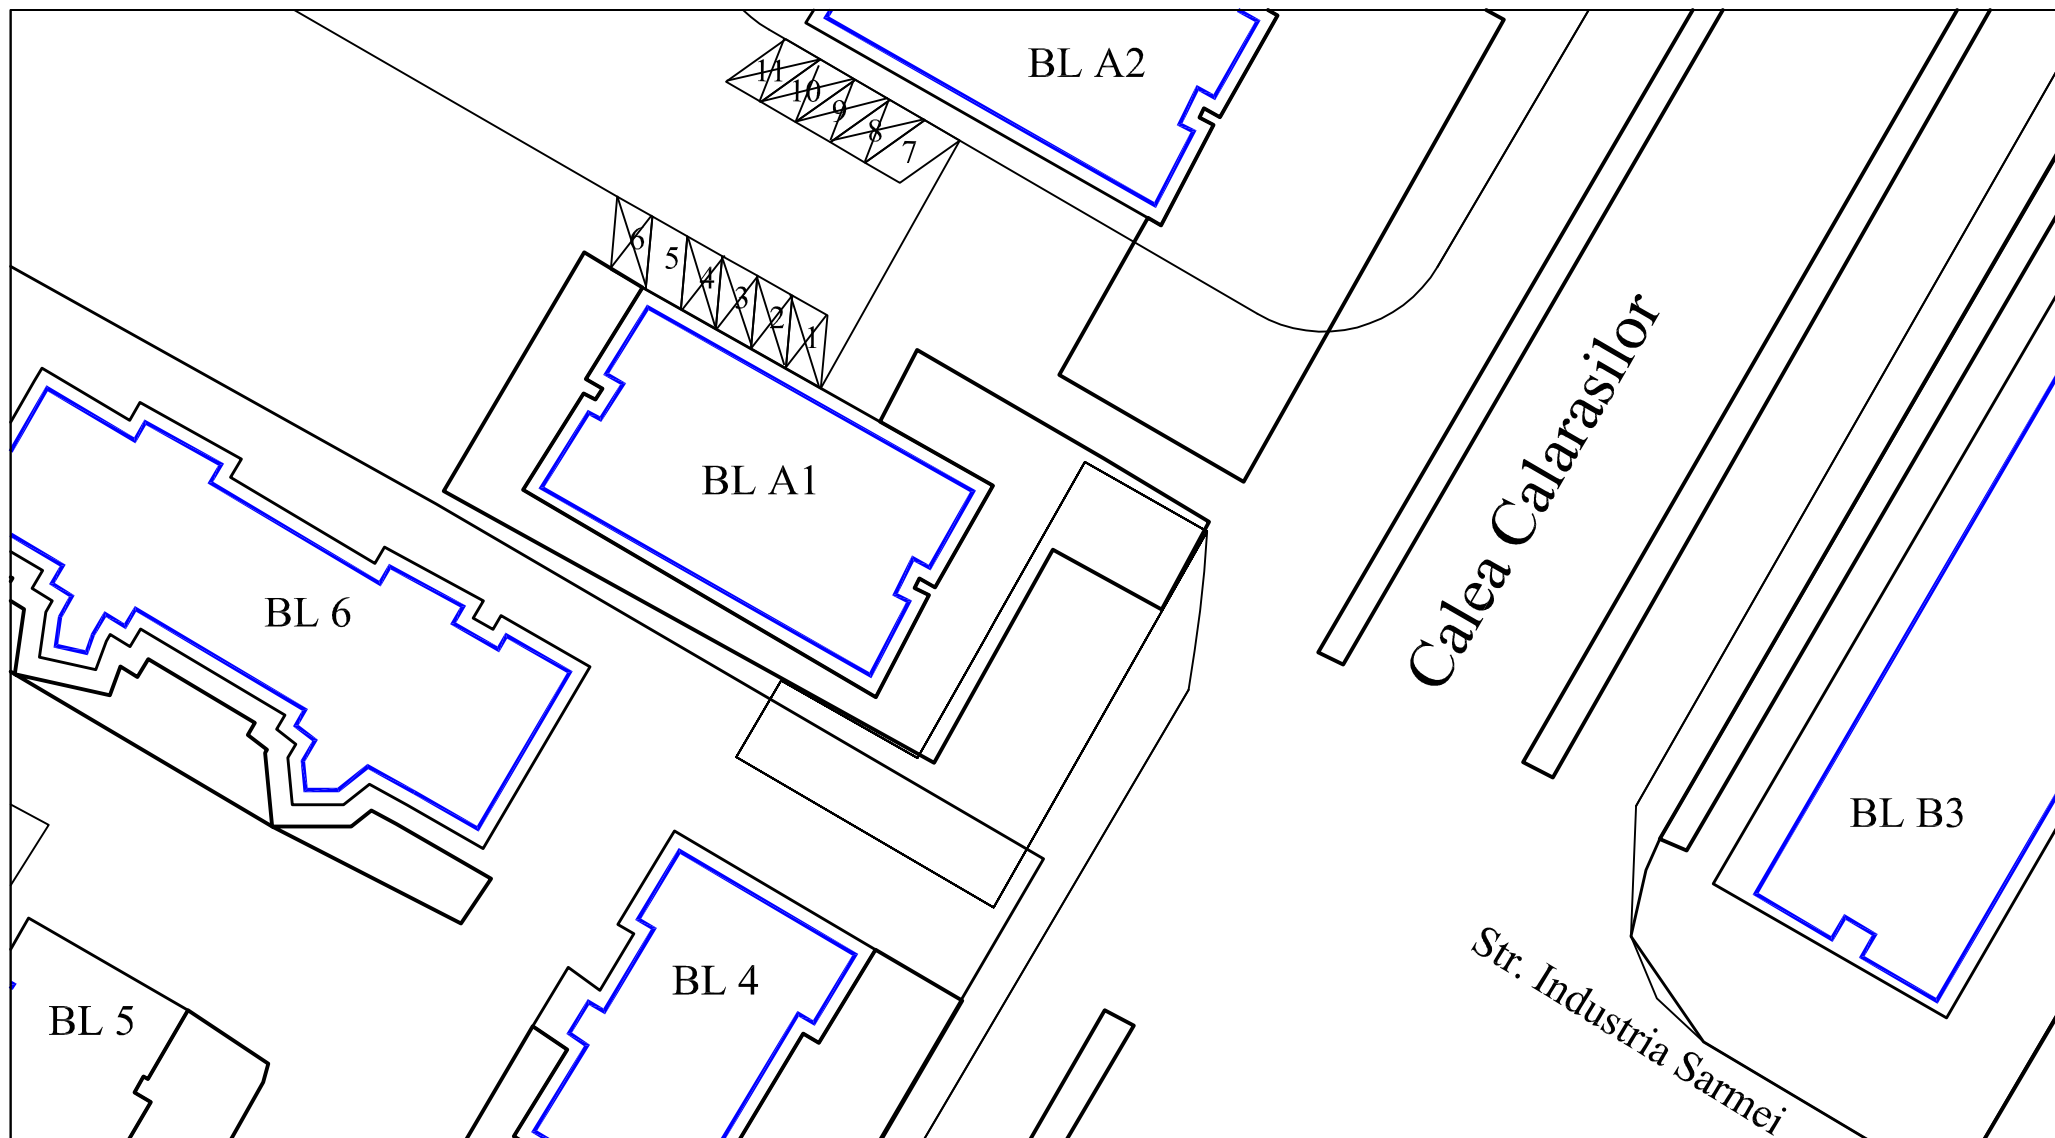 BL A2
11
10
9
8
7
6
5
4
3
2
1
Calea Calarasilor
BL A1
BL 6
BL B3
BL 4
BL 5
Str. Industria Sarmei